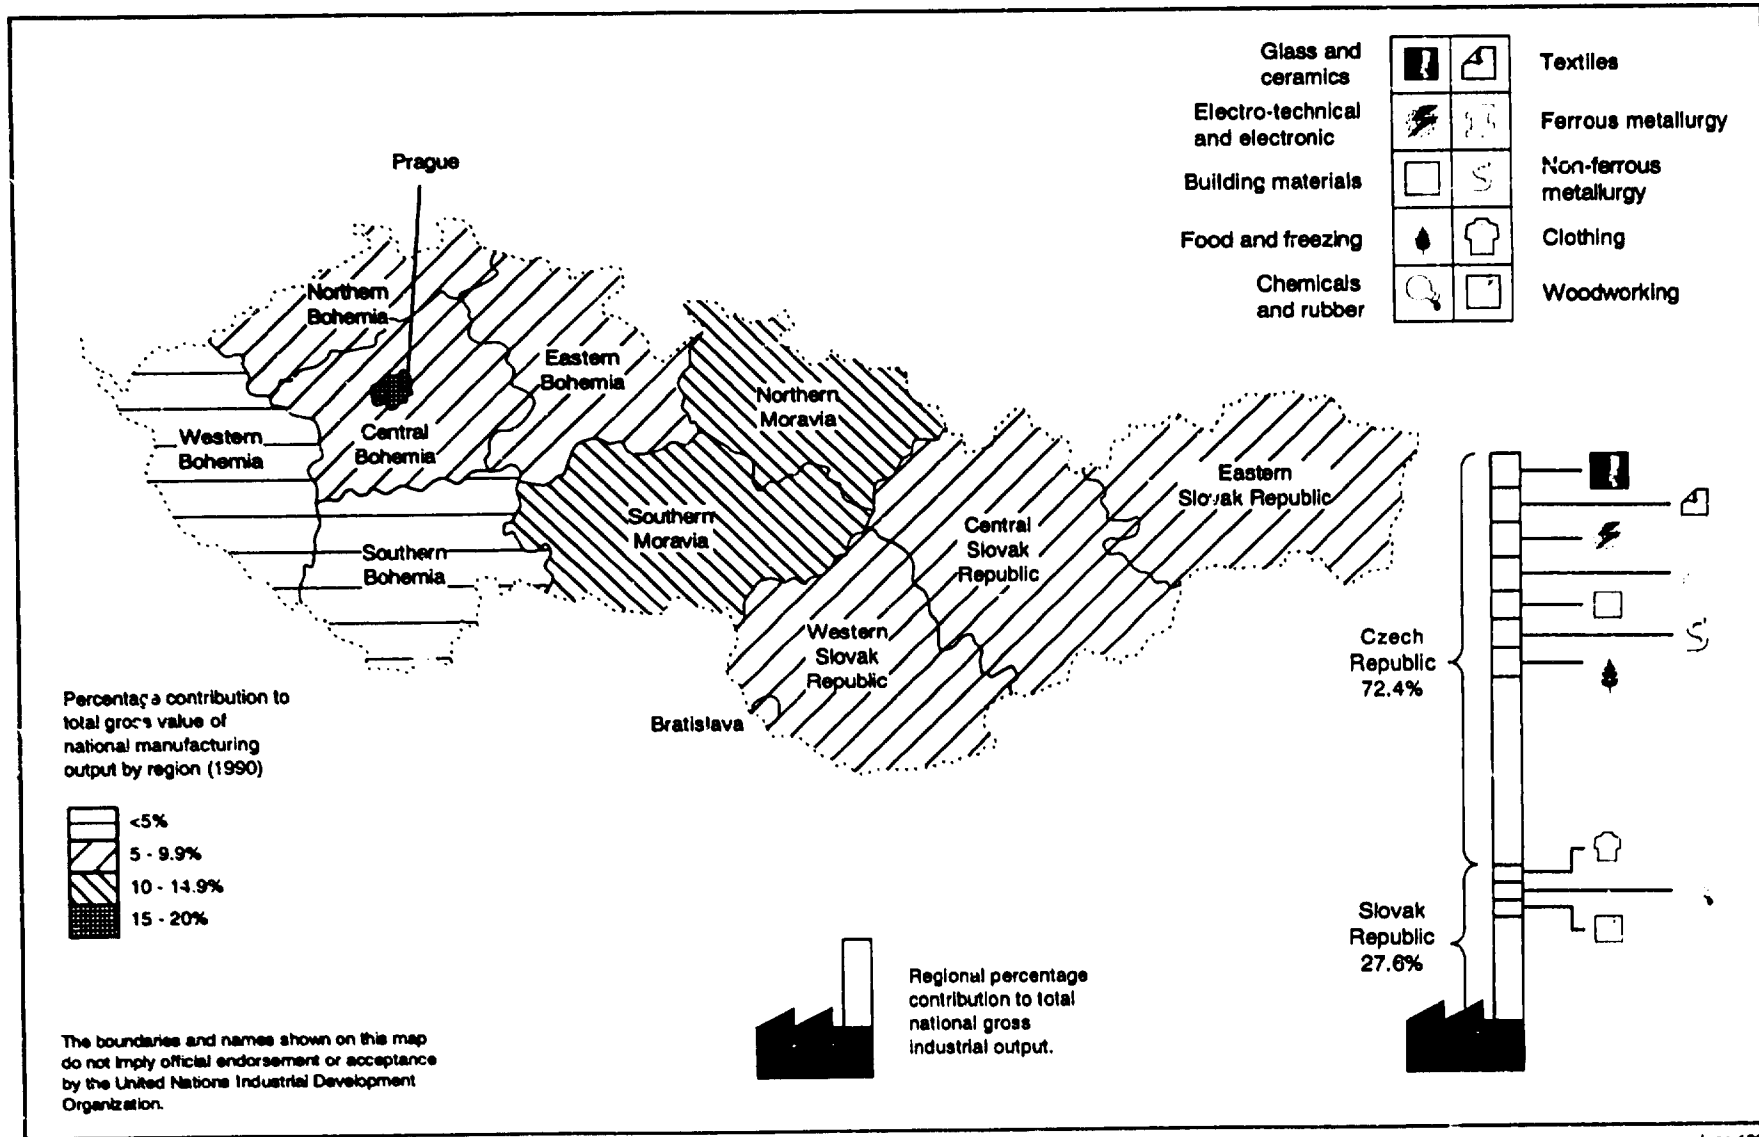 Glass and
ceramics
Textiles
Electro-technical
and electronic
Ferrous metallurgy
Building materials
Non-ferrous
metallurgy
Food and freezing
Clothing
Chemicals
and rubber
Woodworking
Prague
Northern
Bohemia
Eastern
Bohemia
Northern
Moravia
Western
Bohemia
Central
Bohemia
Eastern
Slovak Republic
Southern
Moravia
Central
Slovak
Republic
Southern
Bohemia
Western
Slovak
Republic
Bratislava
Czech
Republic
72.4%
Slovak
Republic
27.6%
Percentage contribution to
total gross value of
national manufacturing
output by region (1990)
<5%
5 - 9.9%
10 - 14.9%
15 - 20%
Regional percentage
contribution to total
national gross
industrial output.
The boundaries and names shown on this map
do not imply official endorsement or acceptance
by the United Nations Industrial Development
Organization.